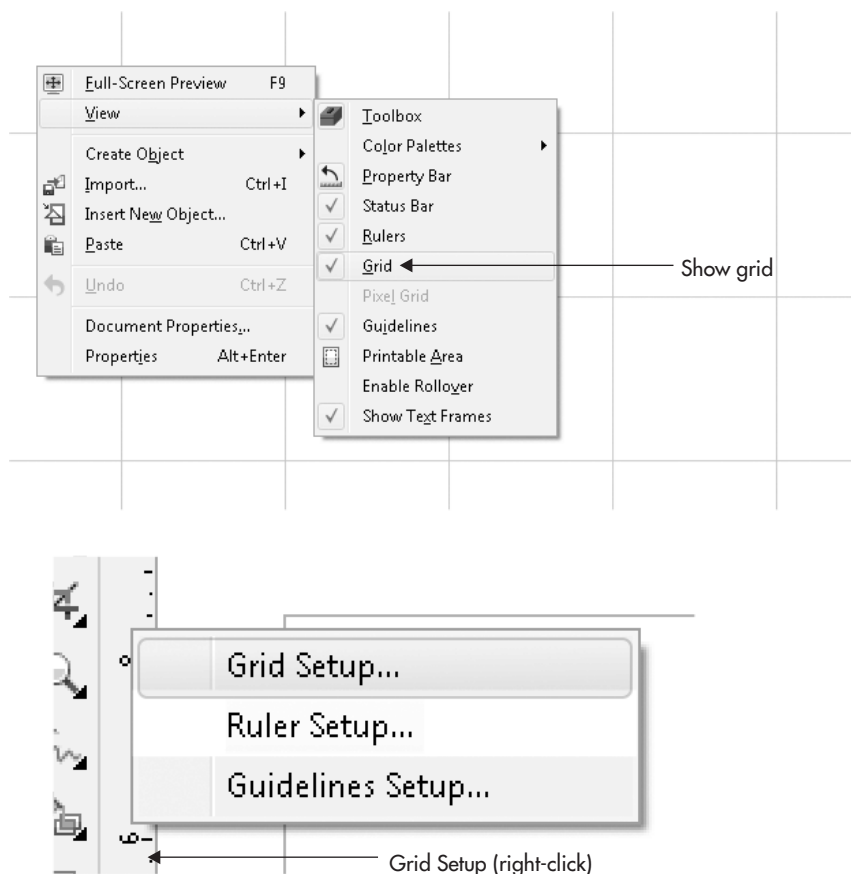 Full-Screen Preview F9
View
Create Object
Import... Ctrl+I
Insert New Object...
Paste Ctrl+V
Undo Ctrl+Z
Document Properties...
Properties Alt+Enter
Toolbox
Color Palettes
Property Bar
Status Bar
Rulers
Grid
Pixel Grid
Guidelines
Printable Area
Enable Rollover
Show Text Frames
Show grid
Grid Setup...
Ruler Setup...
Guidelines Setup...
Grid Setup (right-click)